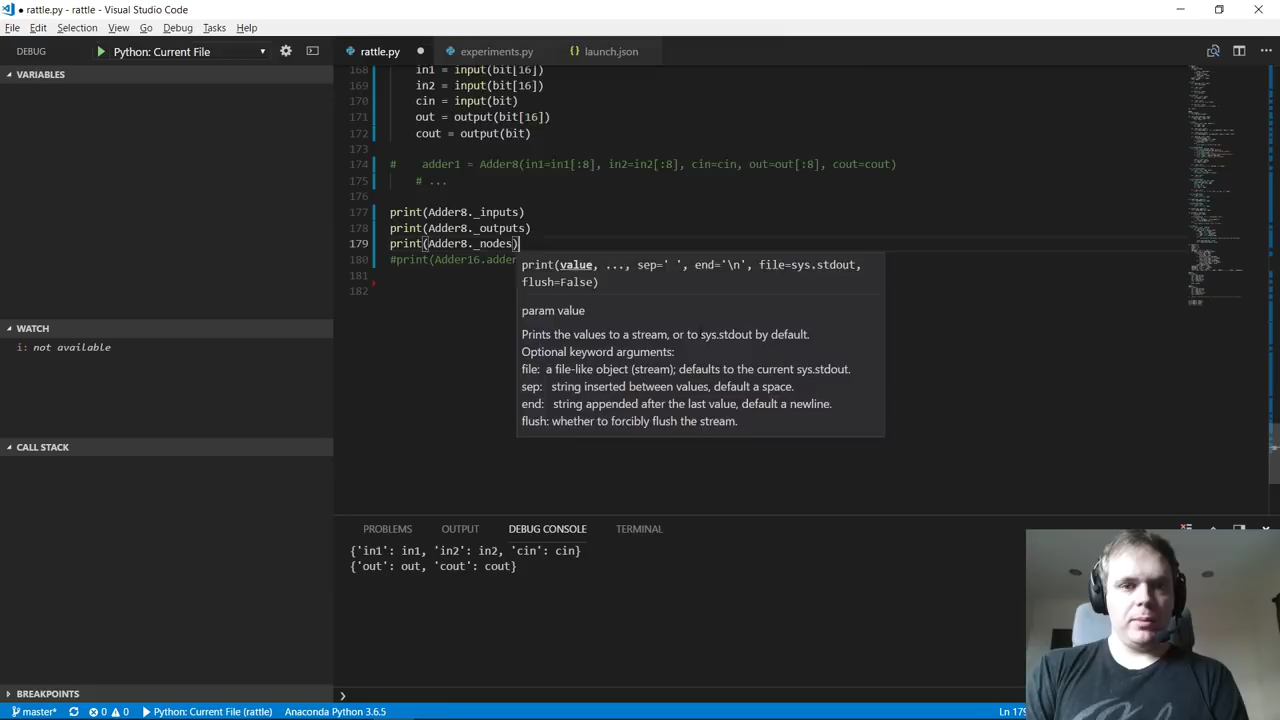 rattle.py - rattle - Visual Studio Code
File Edit Selection View Go Debug Tasks Help
DEBUG Python: Current File
rattle.py experiments.py launch.json
VARIABLES
WATCH
i: not available
CALL STACK
BREAKPOINTS
168 in1 = input(bit[16])
169 in2 = input(bit[16])
170 cin = input(bit)
171 out = output(bit[16])
172 cout = output(bit)
173
174 # adder1 = Adder8(in1=in1[:8], in2=in2[:8], cin=cin, out=out[:8], cout=cout)
175 # ...
176
177 print(Adder8._inputs)
178 print(Adder8._outputs)
179 print(Adder8._nodes)
180 #print(Adder16.adder
181
182
print(value, ..., sep=' ', end='\n', file=sys.stdout,
flush=False)
param value
Prints the values to a stream, or to sys.stdout by default.
Optional keyword arguments:
file: a file-like object (stream); defaults to the current sys.stdout.
sep: string inserted between values, default a space.
end: string appended after the last value, default a newline.
flush: whether to forcibly flush the stream.
PROBLEMS OUTPUT DEBUG CONSOLE TERMINAL
{'in1': in1, 'in2': in2, 'cin': cin}
{'out': out, 'cout': cout}
master* 0 0 Python: Current File (rattle) Anaconda Python 3.6.5 Ln 179